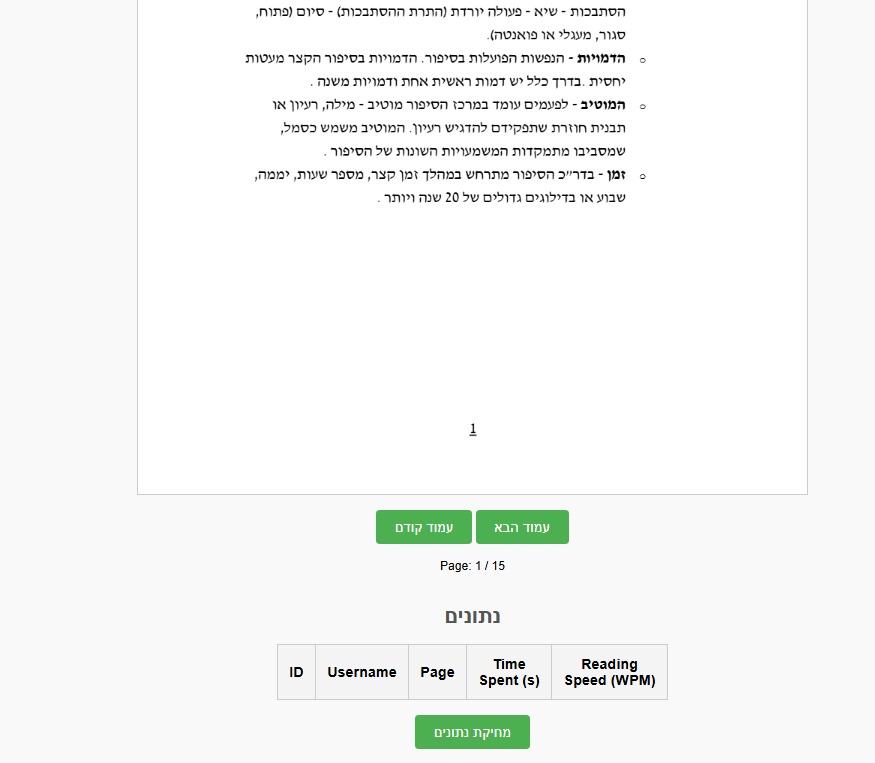 הסתבכות - שיא - פעולה יורדת (התרת ההסתבכות) - סיום (פתוח,
סגור, מעגלי או פואנטה).
○ הדמויות - הנפשות הפועלות בסיפור. הדמויות בסיפור הקצר מעטות
יחסית .בדרך כלל יש דמות ראשית אחת ודמויות משנה .
○ המוטיב - לפעמים עומד במרכז הסיפור מוטיב - מילה, רעיון או
תבנית חוזרת שתפקידם להדגיש רעיון. המוטיב משמש כסמל,
שמסביבו מתמקדות המשמעויות השונות של הסיפור .
○ זמן - בדר״כ הסיפור מתרחש במהלך זמן קצר, מספר שעות, יממה,
שבוע או בדילוגים גדולים של 20 שנה ויותר .
1
עמוד הבא עמוד קודם
Page: 1 / 15
נתונים
ID Username Page Time Spent (s) Reading Speed (WPM)
מחיקת נתונים